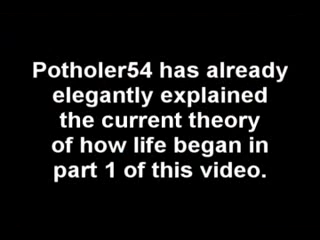 Potholer54 has already
elegantly explained
the current theory
of how life began in
part 1 of this video.